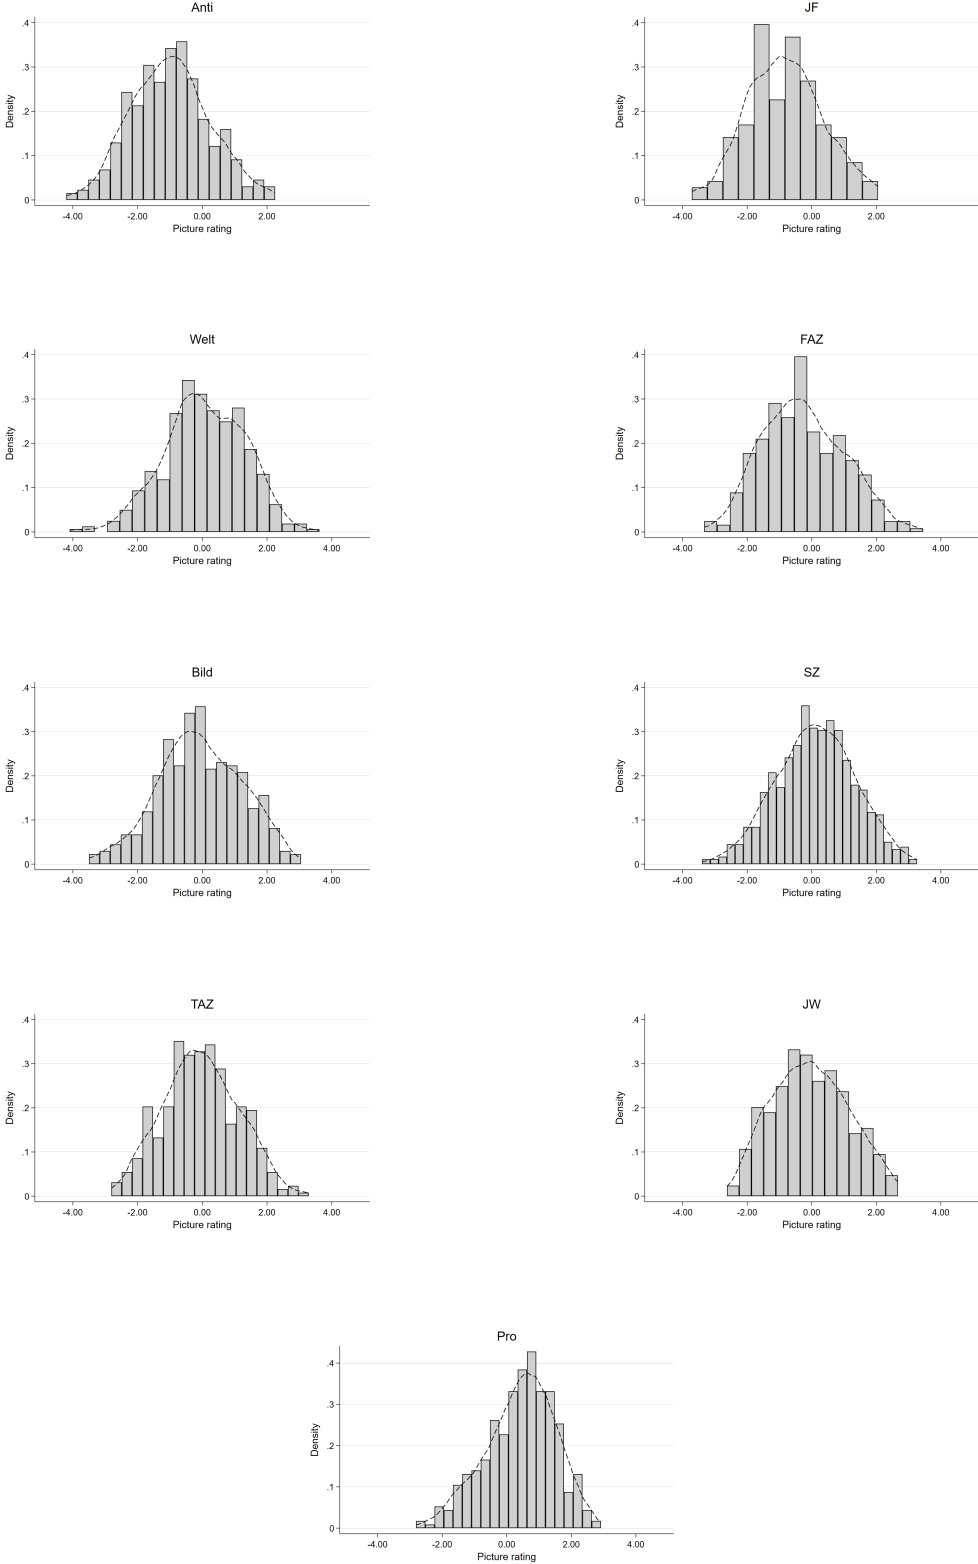 Anti
.4
.3
.2
.1
0
Density
-4.00 -2.00 0.00 2.00
Picture rating
JF
.4
.3
.2
.1
0
Density
-4.00 -2.00 0.00 2.00
Picture rating
Welt
.4
.3
.2
.1
0
Density
-4.00 -2.00 0.00 2.00 4.00
Picture rating
FAZ
.4
.3
.2
.1
0
Density
-4.00 -2.00 0.00 2.00 4.00
Picture rating
Bild
.4
.3
.2
.1
0
Density
-4.00 -2.00 0.00 2.00 4.00
Picture rating
SZ
.4
.3
.2
.1
0
Density
-4.00 -2.00 0.00 2.00 4.00
Picture rating
TAZ
.4
.3
.2
.1
0
Density
-4.00 -2.00 0.00 2.00 4.00
Picture rating
JW
.4
.3
.2
.1
0
Density
-4.00 -2.00 0.00 2.00 4.00
Picture rating
Pro
.4
.3
.2
.1
0
Density
-4.00 -2.00 0.00 2.00 4.00
Picture rating